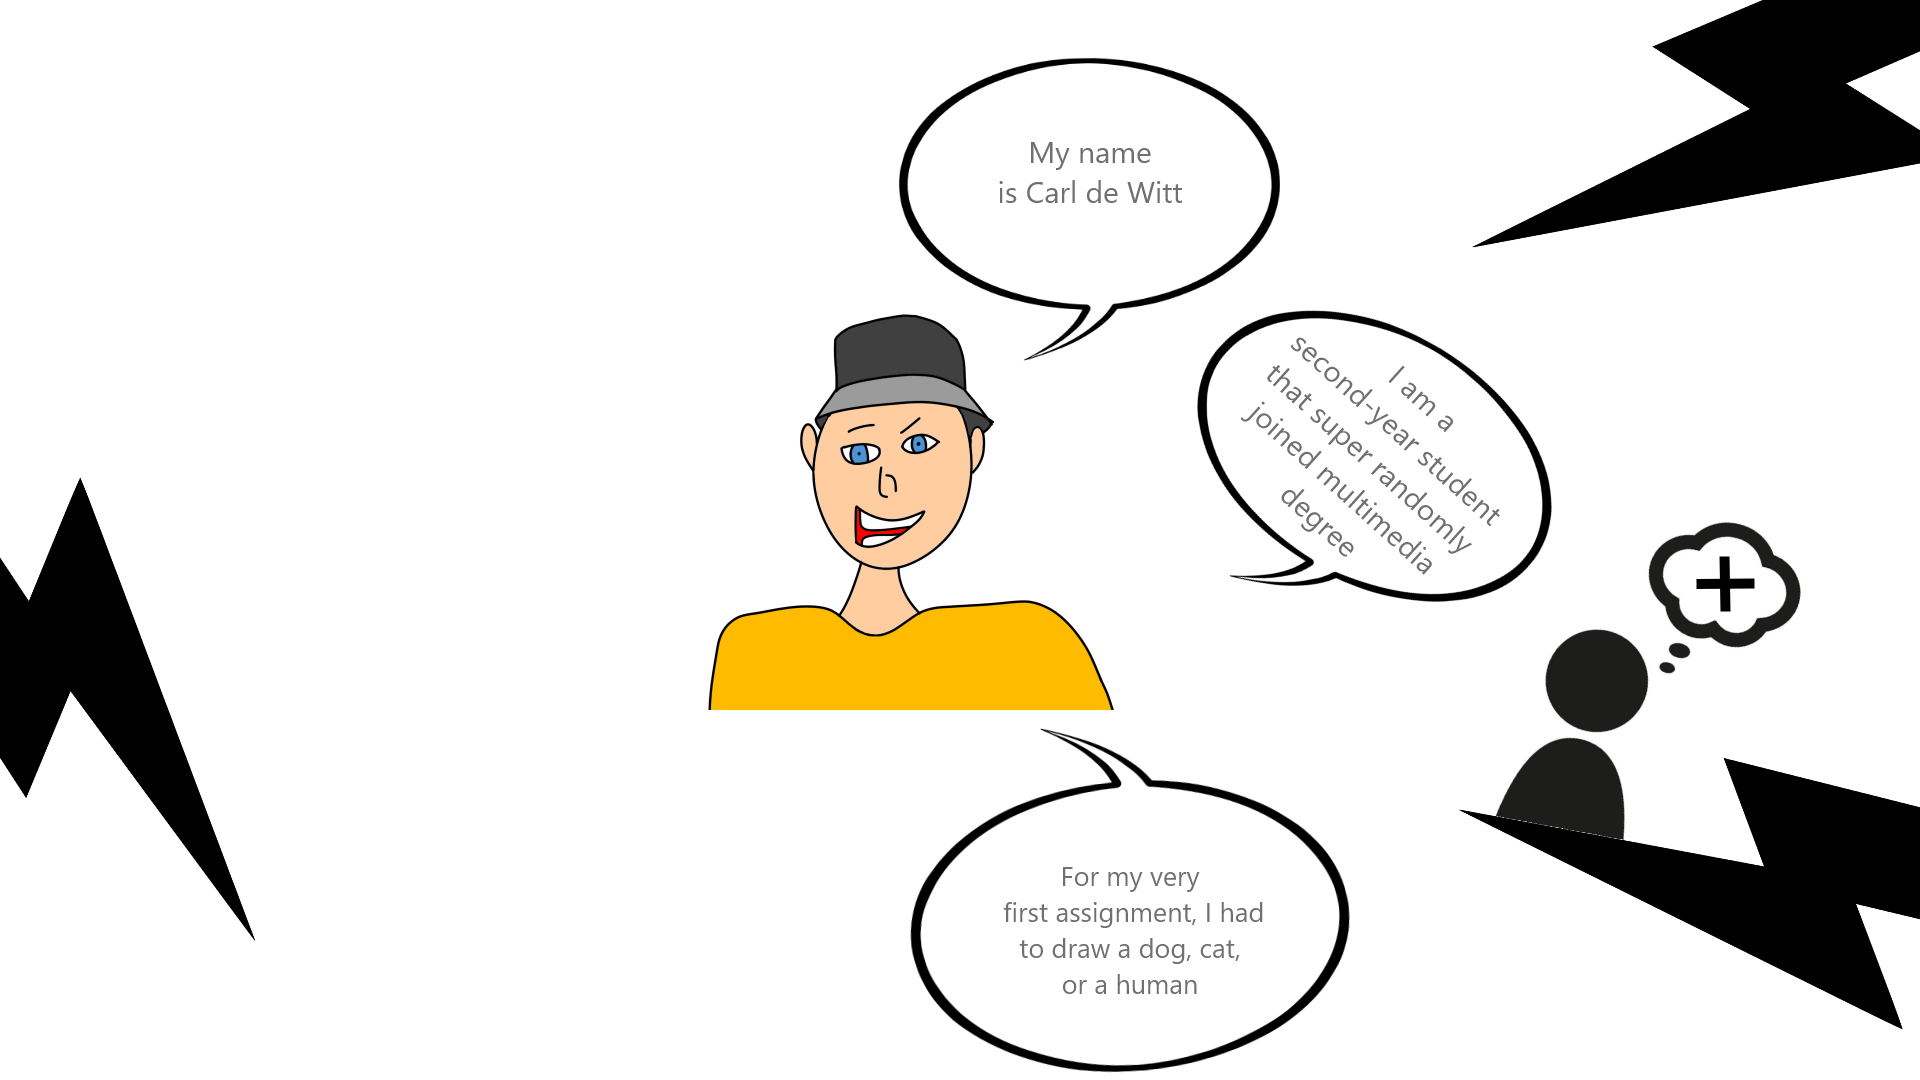 My name
is Carl de Witt
I am a
second-year student
that super randomly
joined multimedia
degree
For my very
first assignment, I had
to draw a dog, cat,
or a human